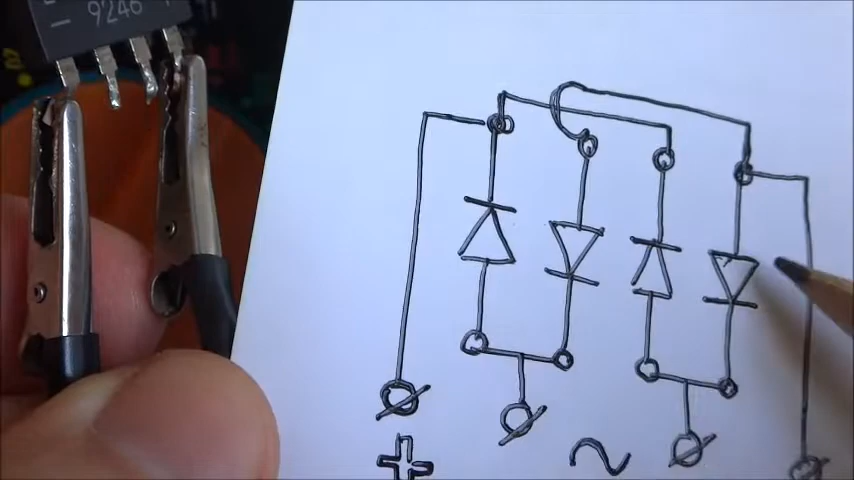 – 9246
+ ~